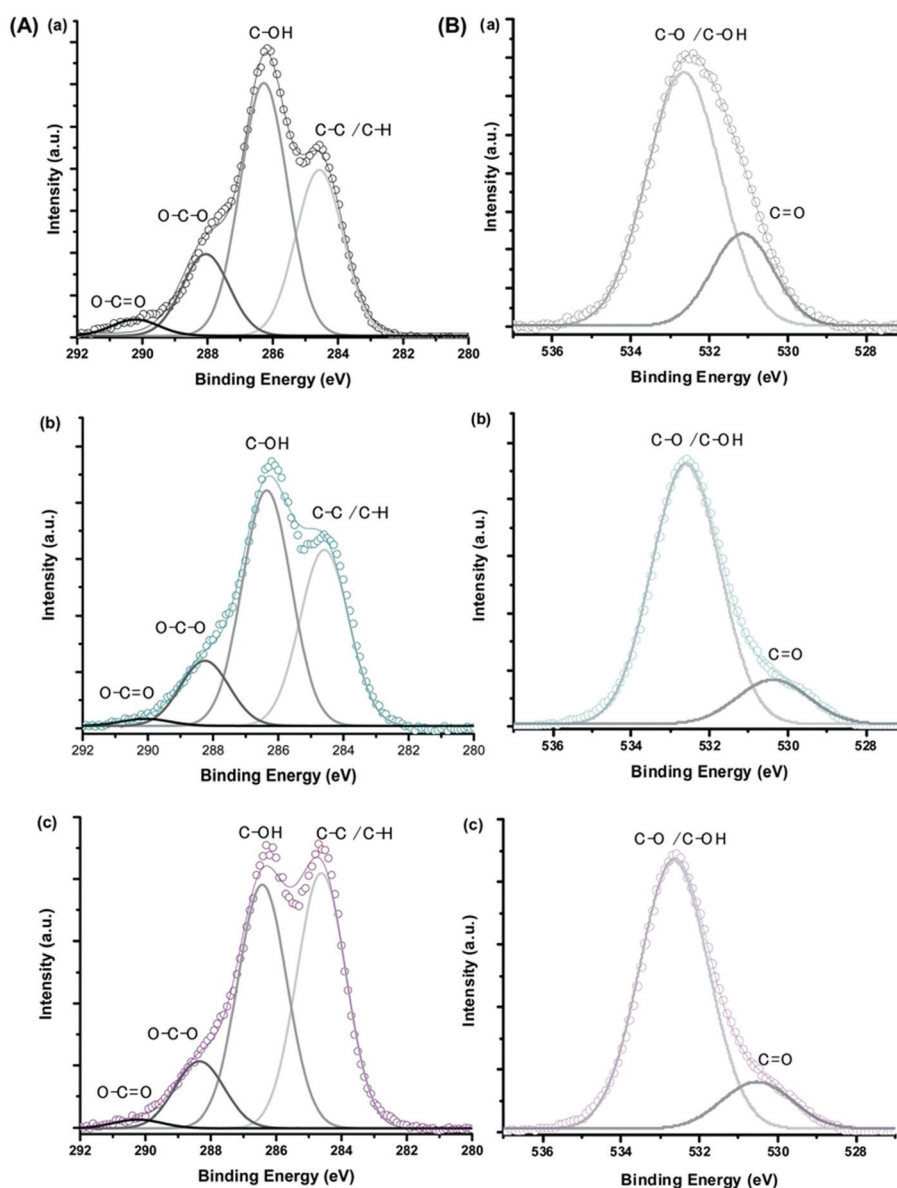 (A)
(a)
C-OH
C-C /C-H
O-C-O
O-C=O
Intensity (a.u.)
292 290 288 286 284 282 280
Binding Energy (eV)
(B)
(a)
C-O /C-OH
C=O
Intensity (a.u.)
536 534 532 530 528
Binding Energy (eV)
(b)
C-OH
C-C /C-H
O-C-O
O-C=O
Intensity (a.u.)
292 290 288 286 284 282 280
Binding Energy (eV)
(b)
C-O /C-OH
C=O
Intensity (a.u.)
536 534 532 530 528
Binding Energy (eV)
(c)
C-OH
C-C /C-H
O-C-O
O-C=O
Intensity (a.u.)
292 290 288 286 284 282 280
Binding Energy (eV)
(c)
C-O /C-OH
C=O
Intensity (a.u.)
536 534 532 530 528
Binding Energy (eV)